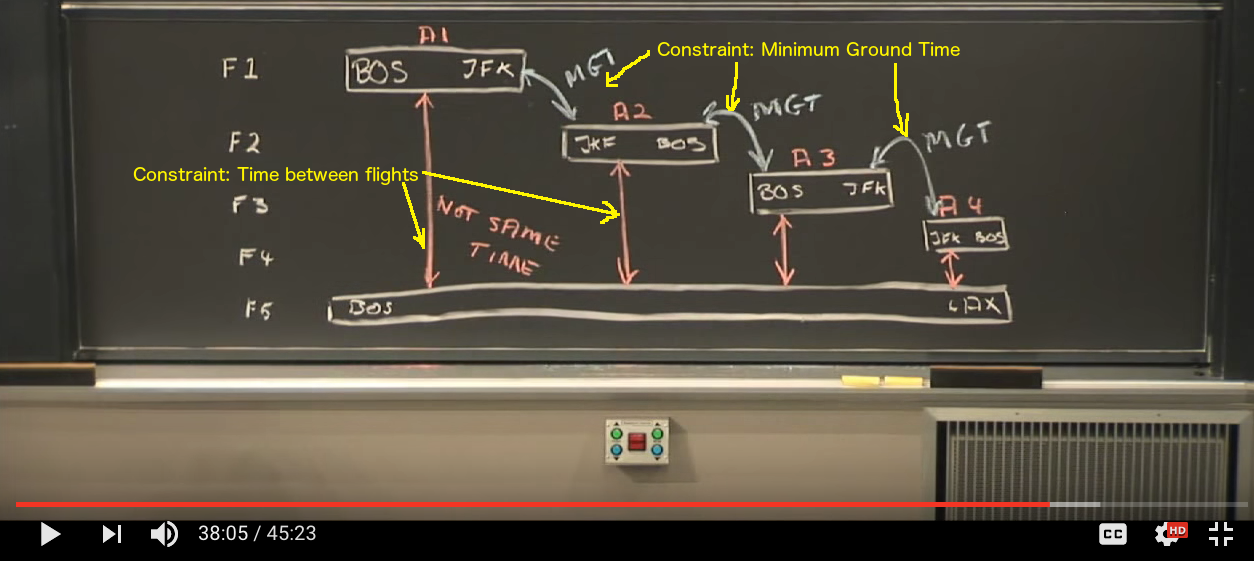 A1
F1 BOS JFK MGT Constraint: Minimum Ground Time
A2 MGT
F2 JKF BOS A3 MGT
Constraint: Time between flights BOS JFK
F3 NOT SAME A4
TIME JFK BOS
F4
F5 BOS LAX
38:05 / 45:23 CC HD